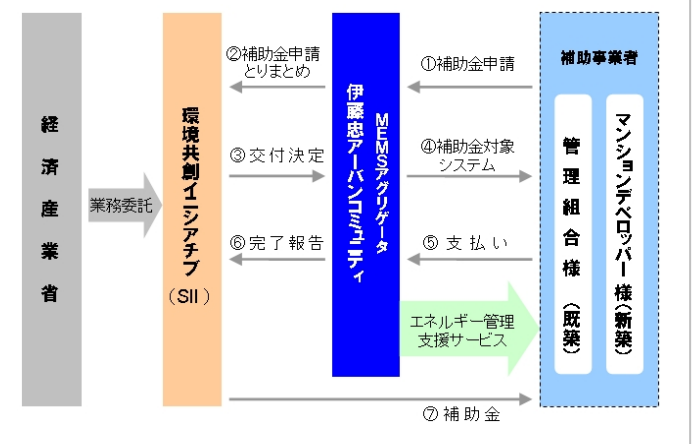 経済産業省
業務委託
環境共創イニシアチブ
（SII）
②補助金申請
とりまとめ
③交付決定
⑥完了報告
MEMSアグリゲータ
伊藤忠アーバンコミュニティ
①補助金申請
④補助金対象
システム
⑤支払い
エネルギー管理
支援サービス
⑦補助金
補助事業者
マンションデベロッパー様（新築）
管理組合様（既築）